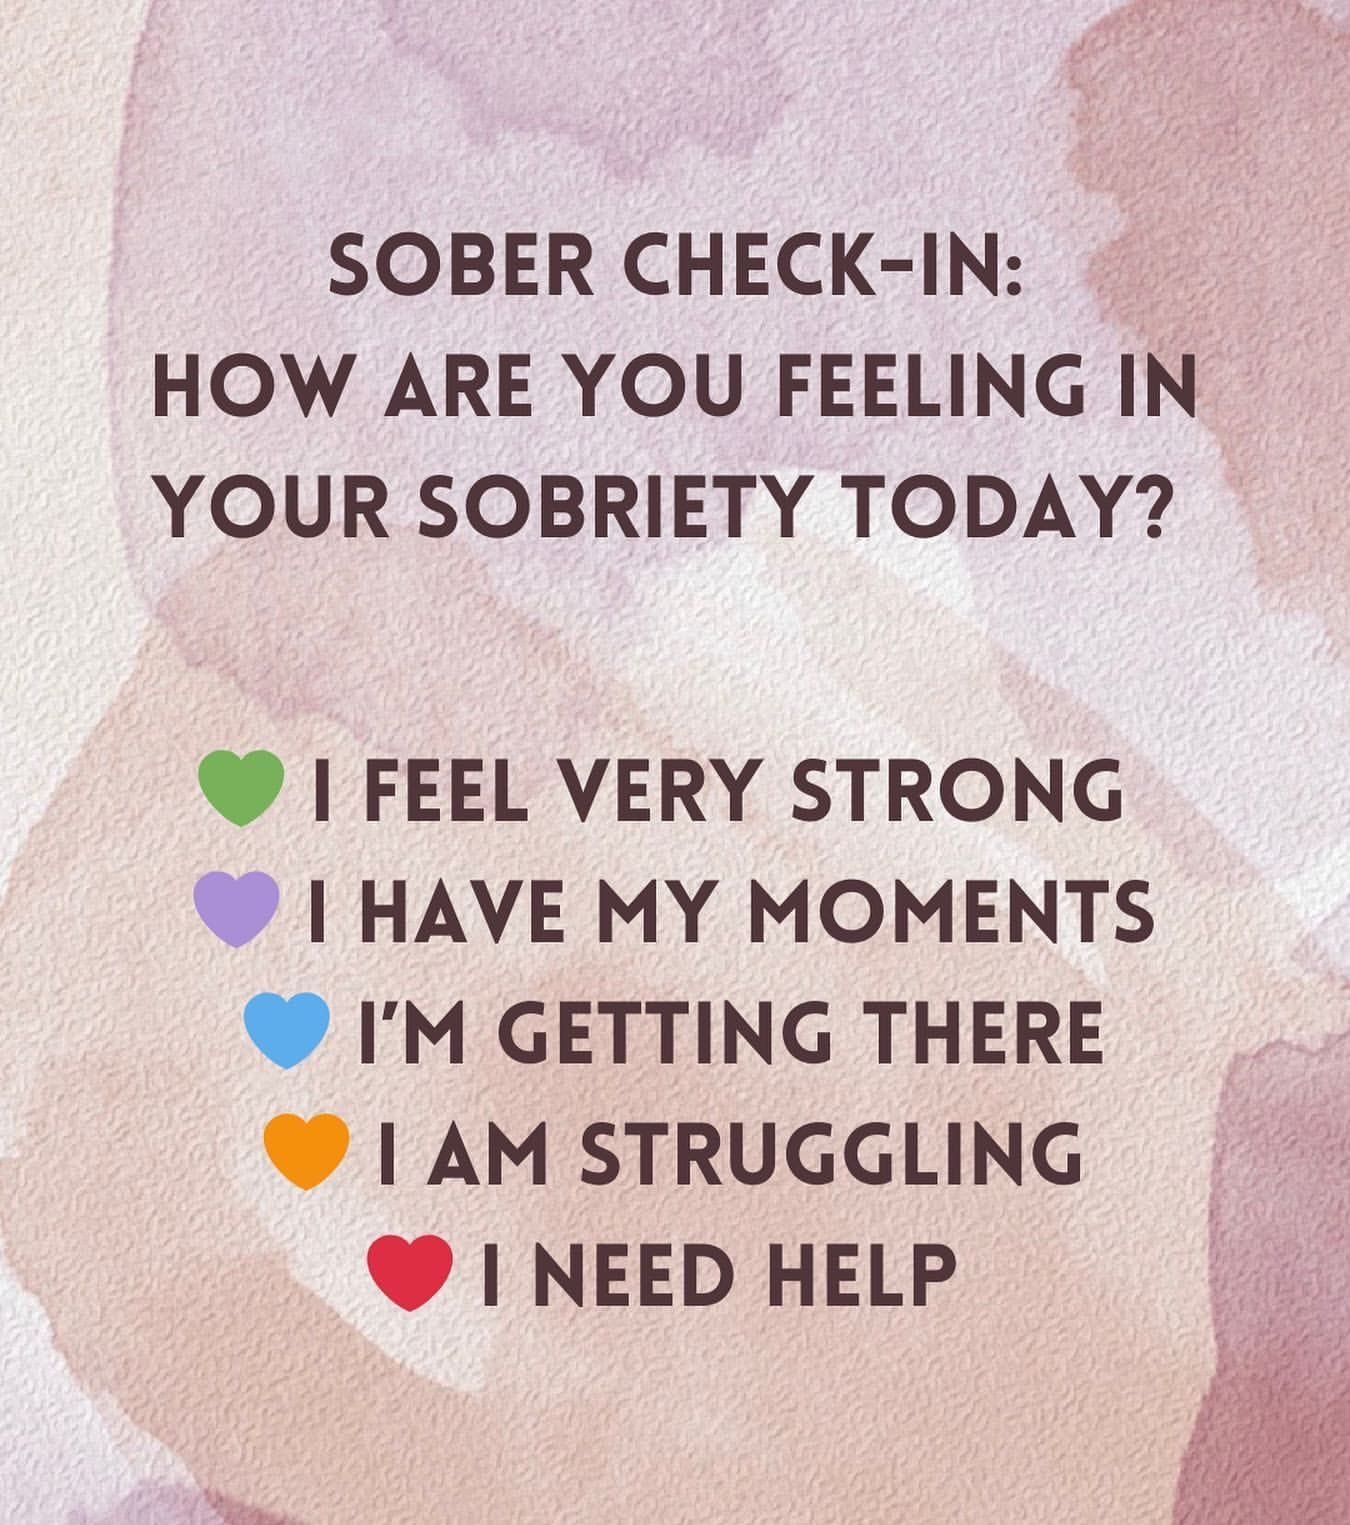 SOBER CHECK-IN:
HOW ARE YOU FEELING IN
YOUR SOBRIETY TODAY?
💚 I FEEL VERY STRONG
💜 I HAVE MY MOMENTS
💙 I'M GETTING THERE
🧡 I AM STRUGGLING
❤️ I NEED HELP